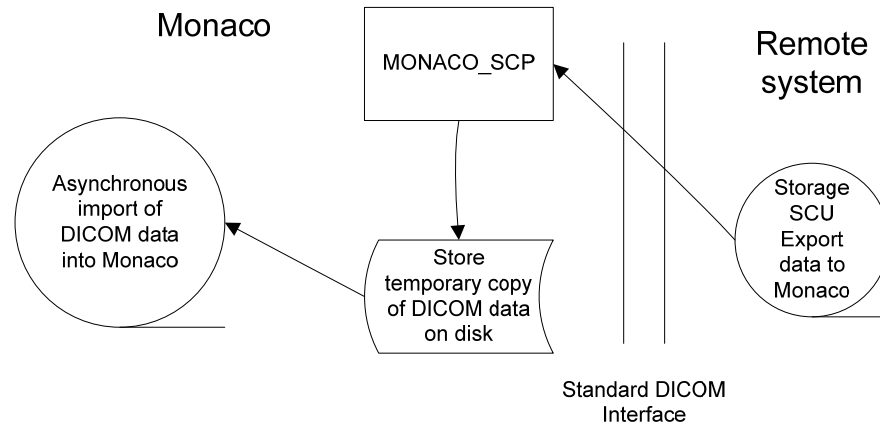 Monaco
MONACO_SCP
Remote
system
Asynchronous
import of
DICOM data
into Monaco
Storage
SCU
Export
data to
Monaco
Store
temporary copy
of DICOM data
on disk
Standard DICOM
Interface